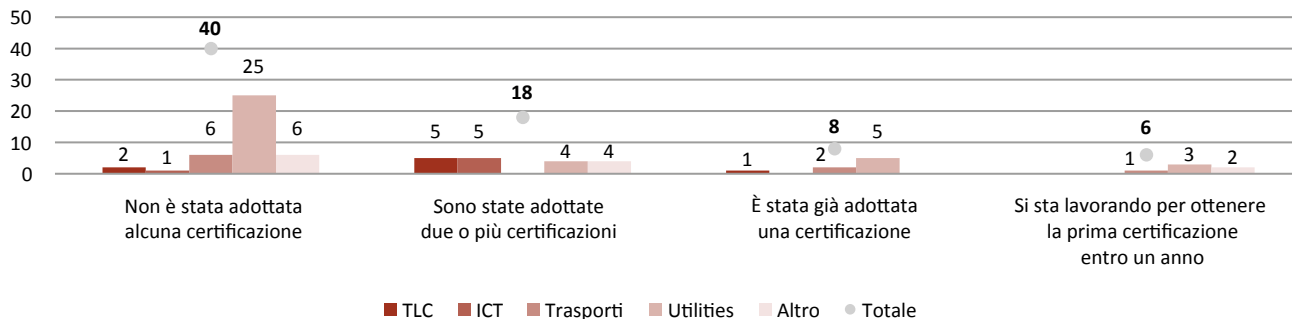 50
40
30
20
10
0
40
25
6
6
2
1
18
5
5
4
4
8
5
2
1
6
3
2
1
Non è stata adottata
alcuna certificazione
Sono state adottate
due o più certificazioni
È stata già adottata
una certificazione
Si sta lavorando per ottenere
la prima certificazione
entro un anno
TLC ICT Trasporti Utilities Altro Totale